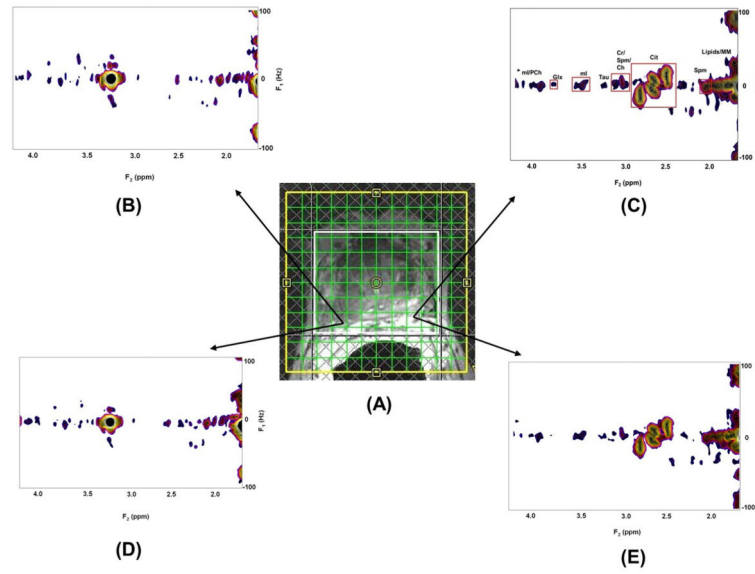 100
0
-100
F₁ (Hz)
4.0 3.5 3.0 2.5 2.0
F₂ (ppm)
(B)
100
0
-100
* mI/PCh
Glx
mI
Tau
Cr/
Spm/
Ch
Cit
Spm
Lipids/MM
4.0 3.5 3.0 2.5 2.0
F₂ (ppm)
(C)
(A)
100
0
-100
F₁ (Hz)
4.0 3.5 3.0 2.5 2.0
F₂ (ppm)
(D)
100
0
-100
4.0 3.5 3.0 2.5 2.0
F₂ (ppm)
(E)